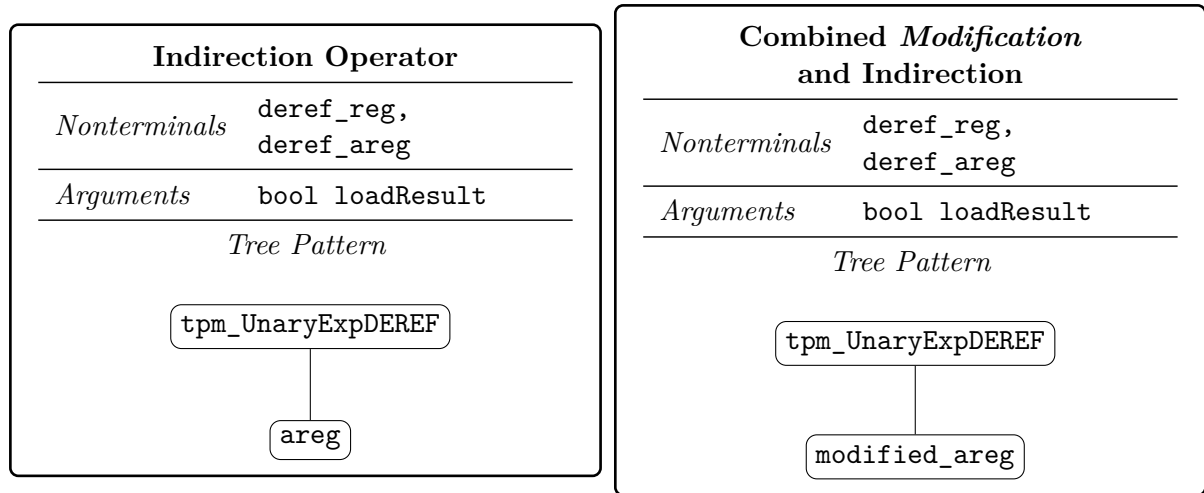 Indirection Operator
Nonterminals
deref_reg,
deref_areg
Arguments
bool loadResult
Tree Pattern
tpm_UnaryExpDEREF
areg
Combined Modification
and Indirection
Nonterminals
deref_reg,
deref_areg
Arguments
bool loadResult
Tree Pattern
tpm_UnaryExpDEREF
modified_areg